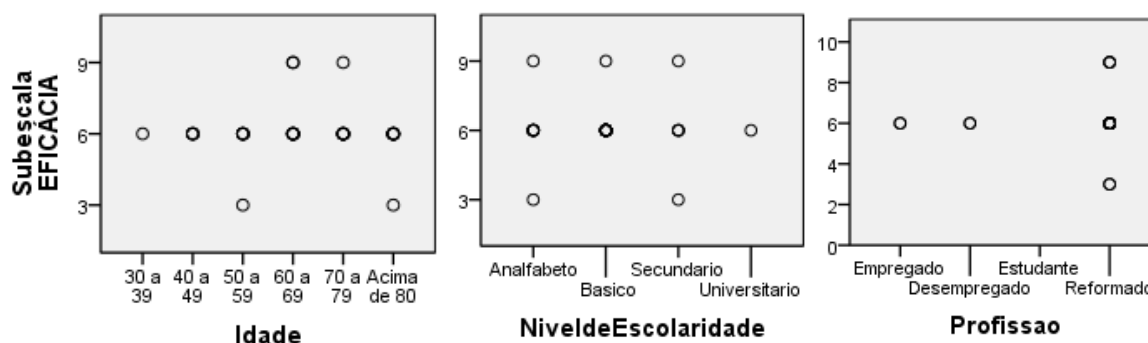 Subescala
EFICÁCIA
9
6
3
30 a
39
40 a
49
50 a
59
60 a
69
70 a
79
Acima
de 80
Idade
9
6
3
Analfabeto
Basico
Secundario
Universitario
NiveldeEscolaridade
10
8
6
4
2
0
Empregado
Desempregado
Estudante
Reformado
Profissao